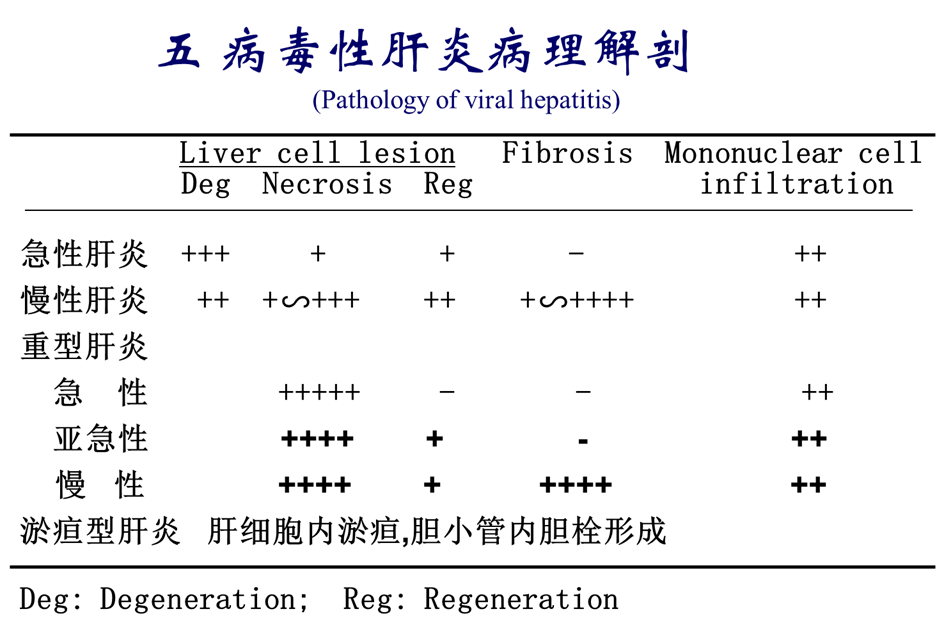 五 病毒性肝炎病理解剖
(Pathology of viral hepatitis)
Liver cell lesion Fibrosis Mononuclear cell
Deg Necrosis Reg infiltration
急性肝炎 +++ + + − ++
慢性肝炎 ++ +∽+++ ++ +∽++++ ++
重型肝炎
急 性 +++++ − − ++
亚急性 ++++ + - ++
慢 性 ++++ + ++++ ++
淤疸型肝炎 肝细胞内淤疸,胆小管内胆栓形成
Deg: Degeneration; Reg: Regeneration